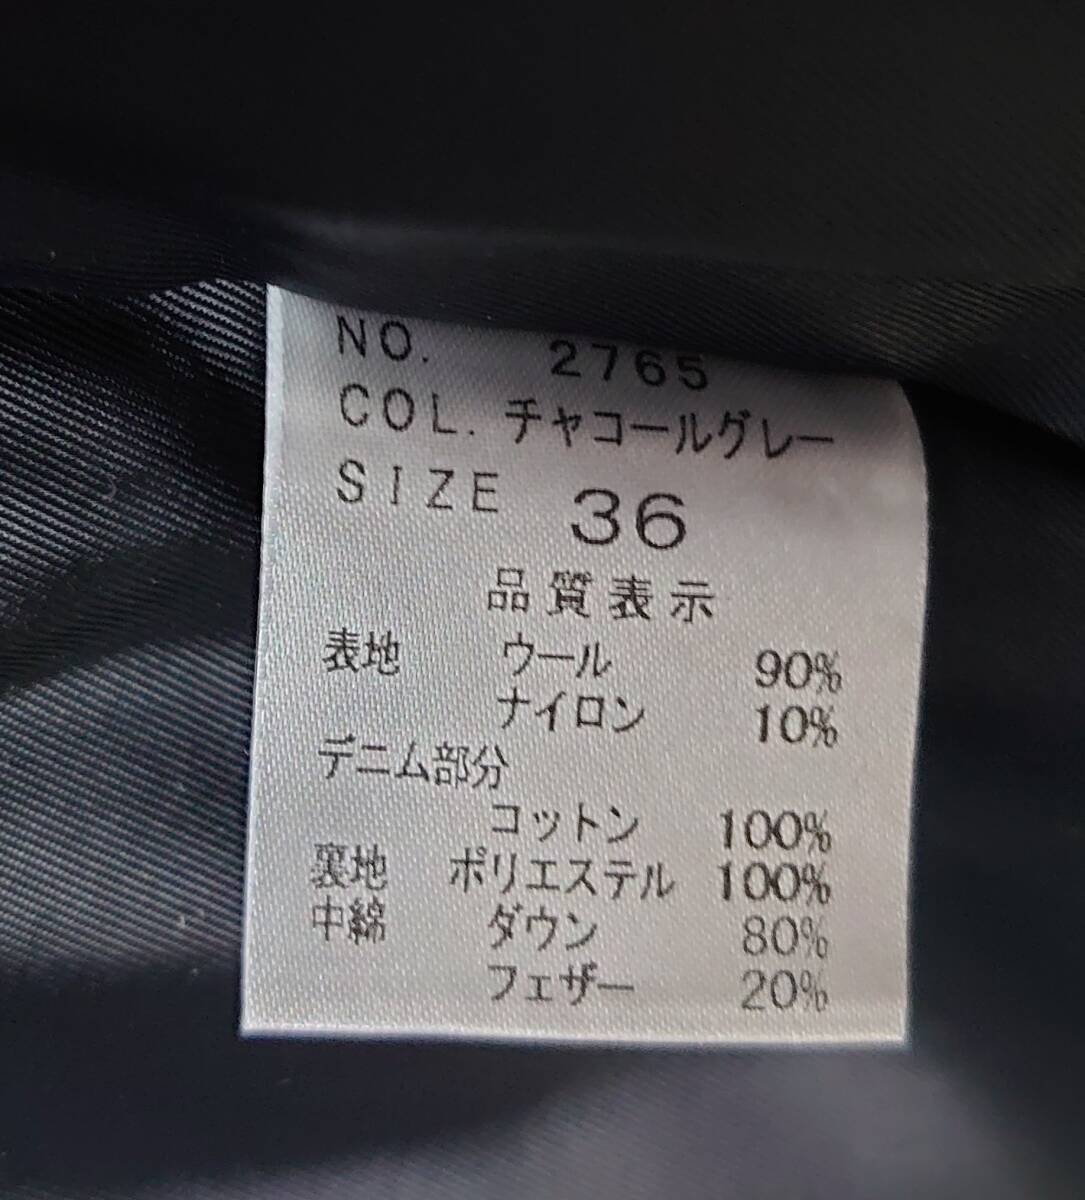 NO. 2765
COL. チャコールグレー
SIZE 36
品質表示
表地 ウール 90%
ナイロン 10%
デニム部分
コットン 100%
裏地 ポリエステル 100%
中綿 ダウン 80%
フェザー 20%